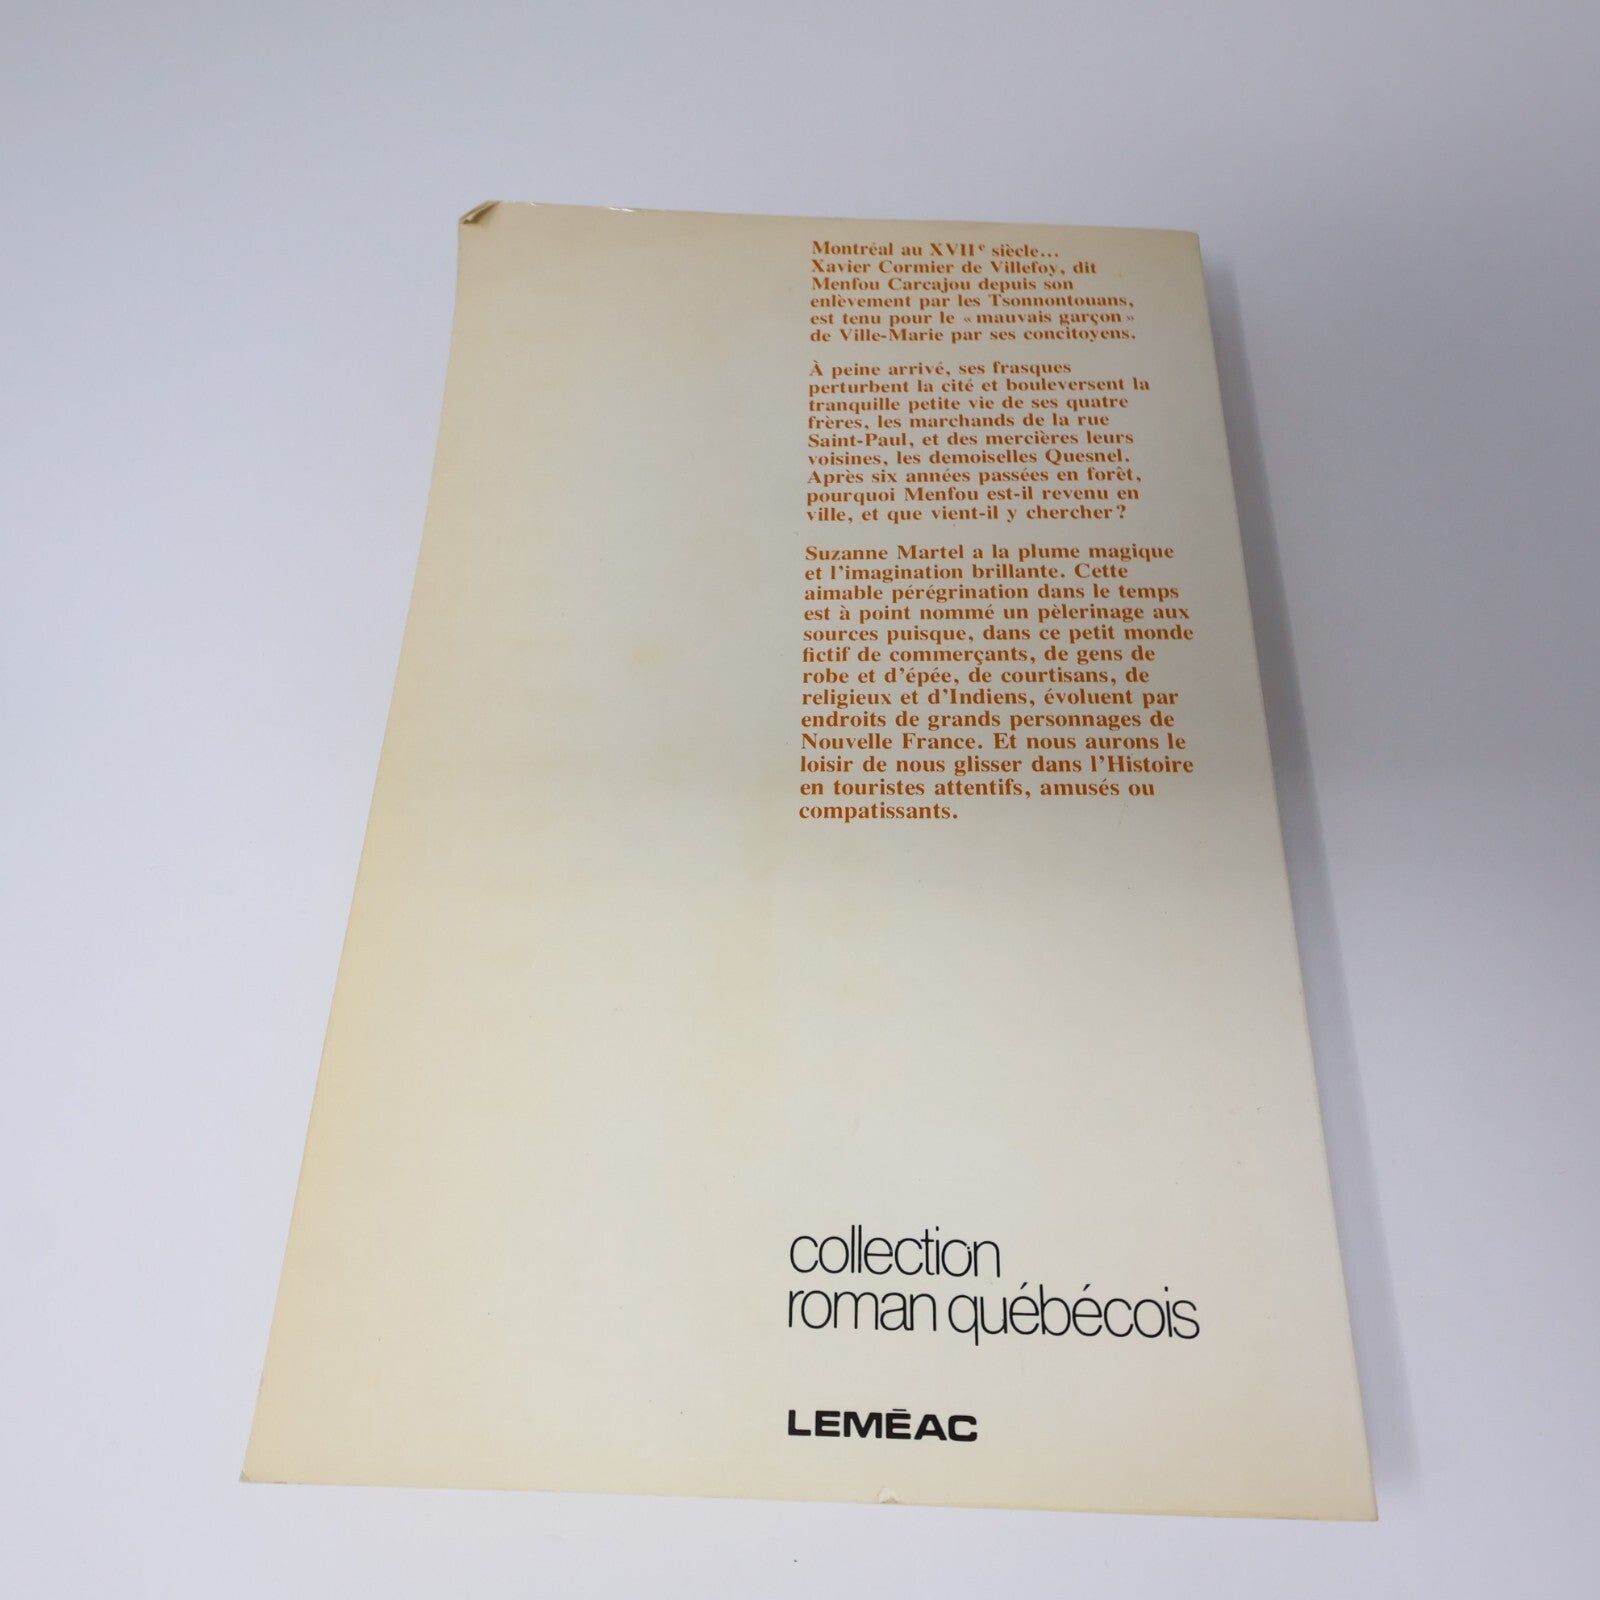 Montréal au XVIIe siècle...
Xavier Cormier de Villefoy, dit
Menfou Carcajou depuis son
enlèvement par les Tsonnontouans,
est tenu pour le « mauvais garçon »
de Ville-Marie par ses concitoyens.
À peine arrivé, ses frasques
perturbent la cité et bouleversent la
tranquille petite vie de ses quatre
frères, les marchands de la rue
Saint-Paul, et des mercières leurs
voisines, les demoiselles Quesnel.
Après six années passées en forêt,
pourquoi Menfou est-il revenu en
ville, et que vient-il y chercher ?
Suzanne Martel a la plume magique
et l'imagination brillante. Cette
aimable pérégrination dans le temps
est à point nommé un pèlerinage aux
sources puisque, dans ce petit monde
fictif de commerçants, de gens de
robe et d'épée, de courtisans, de
religieux et d'Indiens, évoluent par
endroits de grands personnages de
Nouvelle France. Et nous aurons le
loisir de nous glisser dans l'Histoire
en touristes attentifs, amusés ou
compatissants.
collection
roman québécois
LEMĒAC